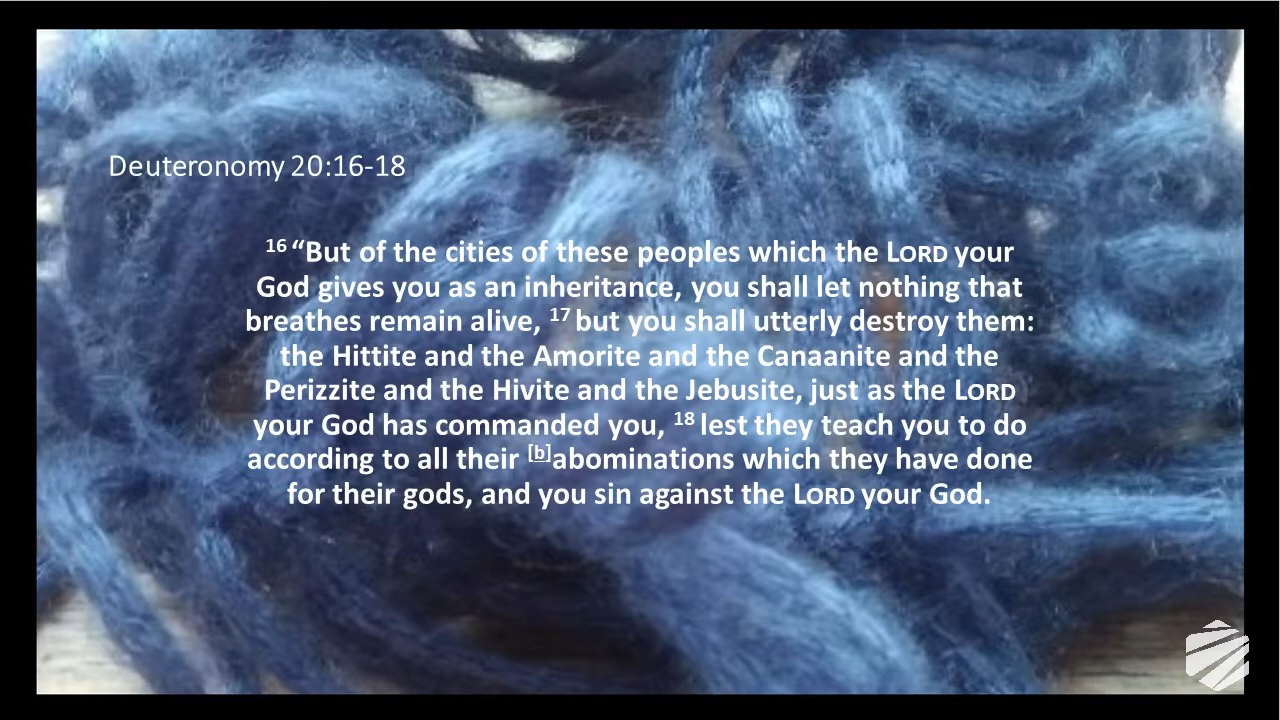 Deuteronomy 20:16-18
16 “But of the cities of these peoples which the LORD your
God gives you as an inheritance, you shall let nothing that
breathes remain alive, 17 but you shall utterly destroy them:
the Hittite and the Amorite and the Canaanite and the
Perizzite and the Hivite and the Jebusite, just as the LORD
your God has commanded you, 18 lest they teach you to do
according to all their [b]abominations which they have done
for their gods, and you sin against the LORD your God.